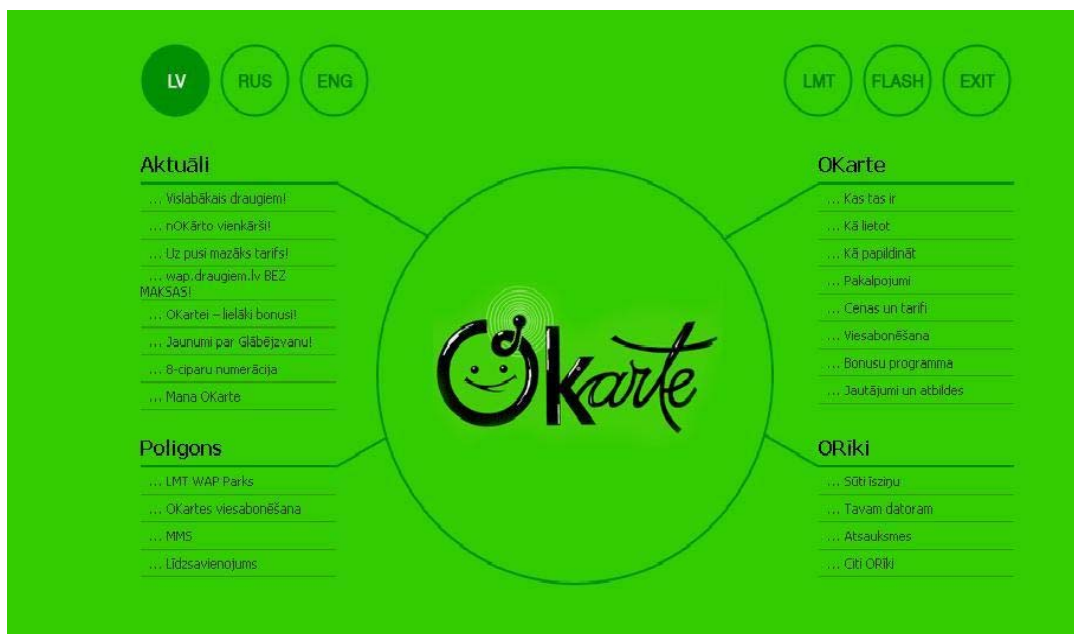 LV RUS ENG
LMT FLASH EXIT
Aktuāli
... Vislabākais draugiem!
... nOKārto vienkārši!
... Uz pusi mazāks tarifs!
... wap.draugiem.lv BEZ
MAKSAS!
... OKartei – lielāki bonusi!
... Jaunumi par Glābējzvanu!
... 8-ciparu numerācija
... Mana OKarte
Poligons
... LMT WAP Parks
... OKartes viesabonēšana
... MMS
... Līdzsavienojums
Okarte
OKarte
... Kas tas ir
... Kā lietot
... Kā papildināt
... Pakalpojumi
... Cenas un tarifi
... Viesabonēšana
... Bonusu programma
... Jautājumi un atbildes
ORīki
... Sūti īsziņu
... Tavam datoram
... Atsauksmes
... Citi ORīki